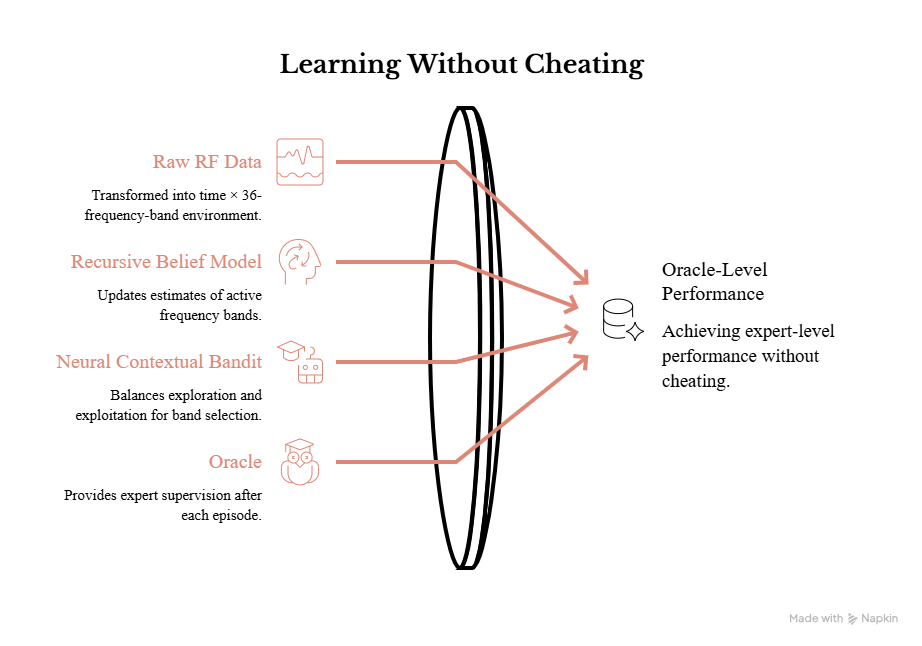 Learning Without Cheating
Raw RF Data
Transformed into time × 36-
frequency-band environment.
Recursive Belief Model
Updates estimates of active
frequency bands.
Neural Contextual Bandit
Balances exploration and
exploitation for band selection.
Oracle
Provides expert supervision after
each episode.
Oracle-Level
Performance
Achieving expert-level
performance without
cheating.
Made with Napkin